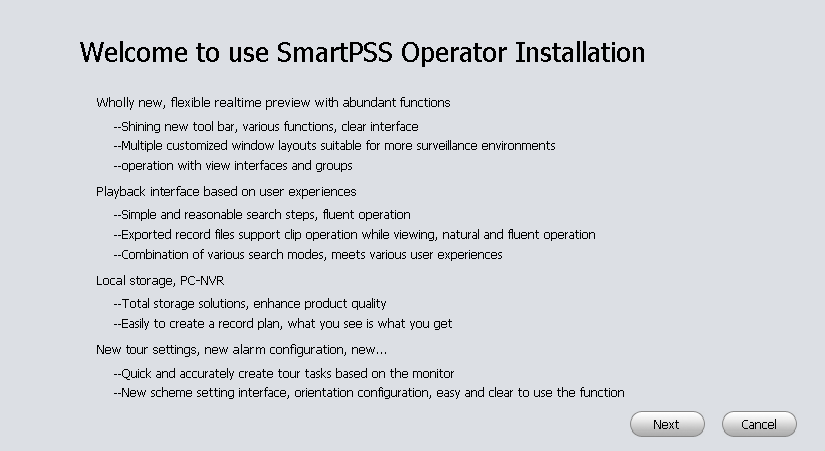 Welcome to use SmartPSS Operator Installation
Wholly new, flexible realtime preview with abundant functions
--Shining new tool bar, various functions, clear interface
--Multiple customized window layouts suitable for more surveillance environments
--operation with view interfaces and groups
Playback interface based on user experiences
--Simple and reasonable search steps, fluent operation
--Exported record files support clip operation while viewing, natural and fluent operation
--Combination of various search modes, meets various user experiences
Local storage, PC-NVR
--Total storage solutions, enhance product quality
--Easily to create a record plan, what you see is what you get
New tour settings, new alarm configuration, new...
--Quick and accurately create tour tasks based on the monitor
--New scheme setting interface, orientation configuration, easy and clear to use the function
Next Cancel